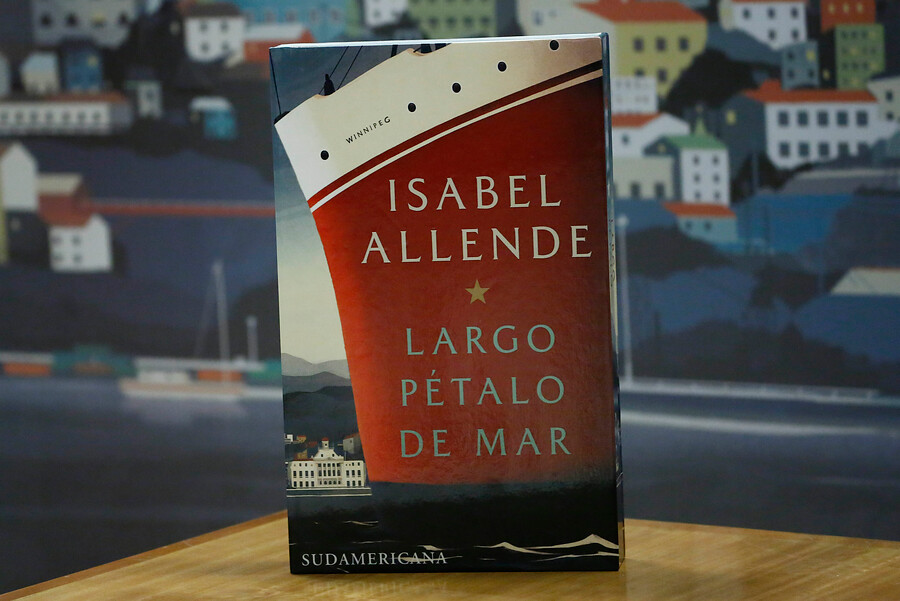 WINNIPEG
ISABEL
ALLENDE
LARGO
PÉTALO
DE MAR
SUDAMERICANA